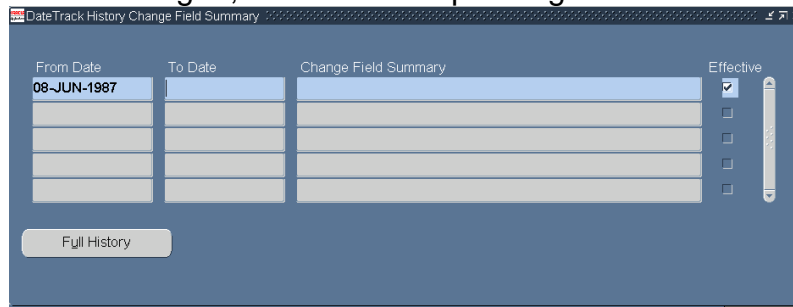 DateTrack History Change Field Summary
From Date To Date Change Field Summary Effective
08-JUN-1987
Full History